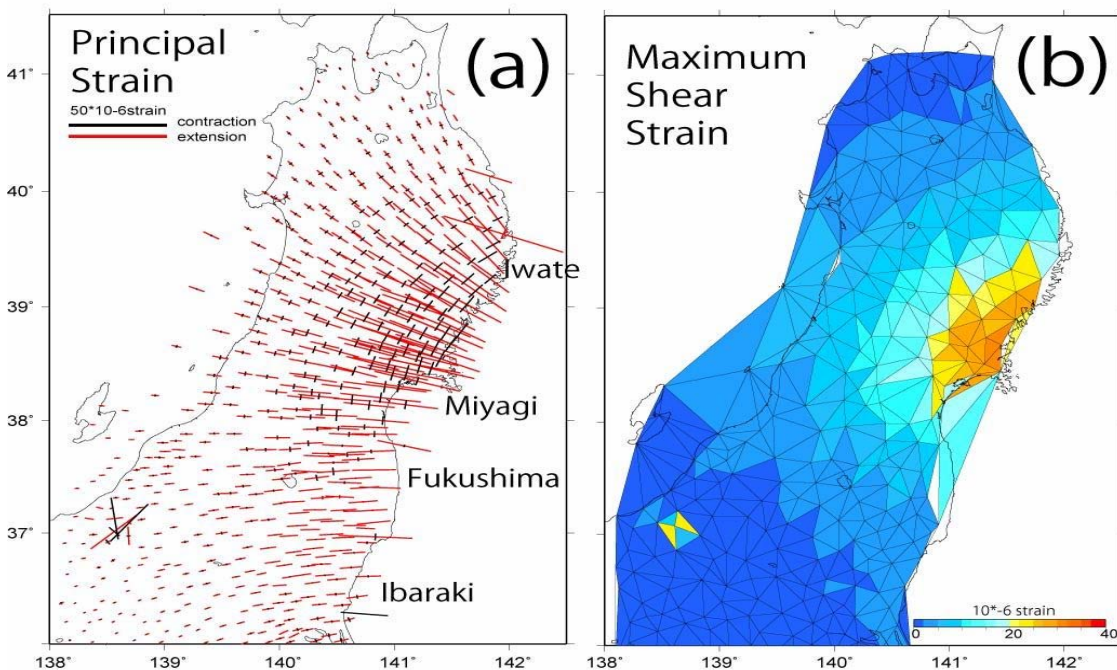 Principal
Strain
(a)
50*10-6strain
contraction
extension
41°
40°
39°
38°
37°
138°
139°
140°
141°
142°
Iwate
Miyagi
Fukushima
Ibaraki
Maximum
Shear
Strain
(b)
10*-6 strain
0
20
40
138°
139°
140°
141°
142°